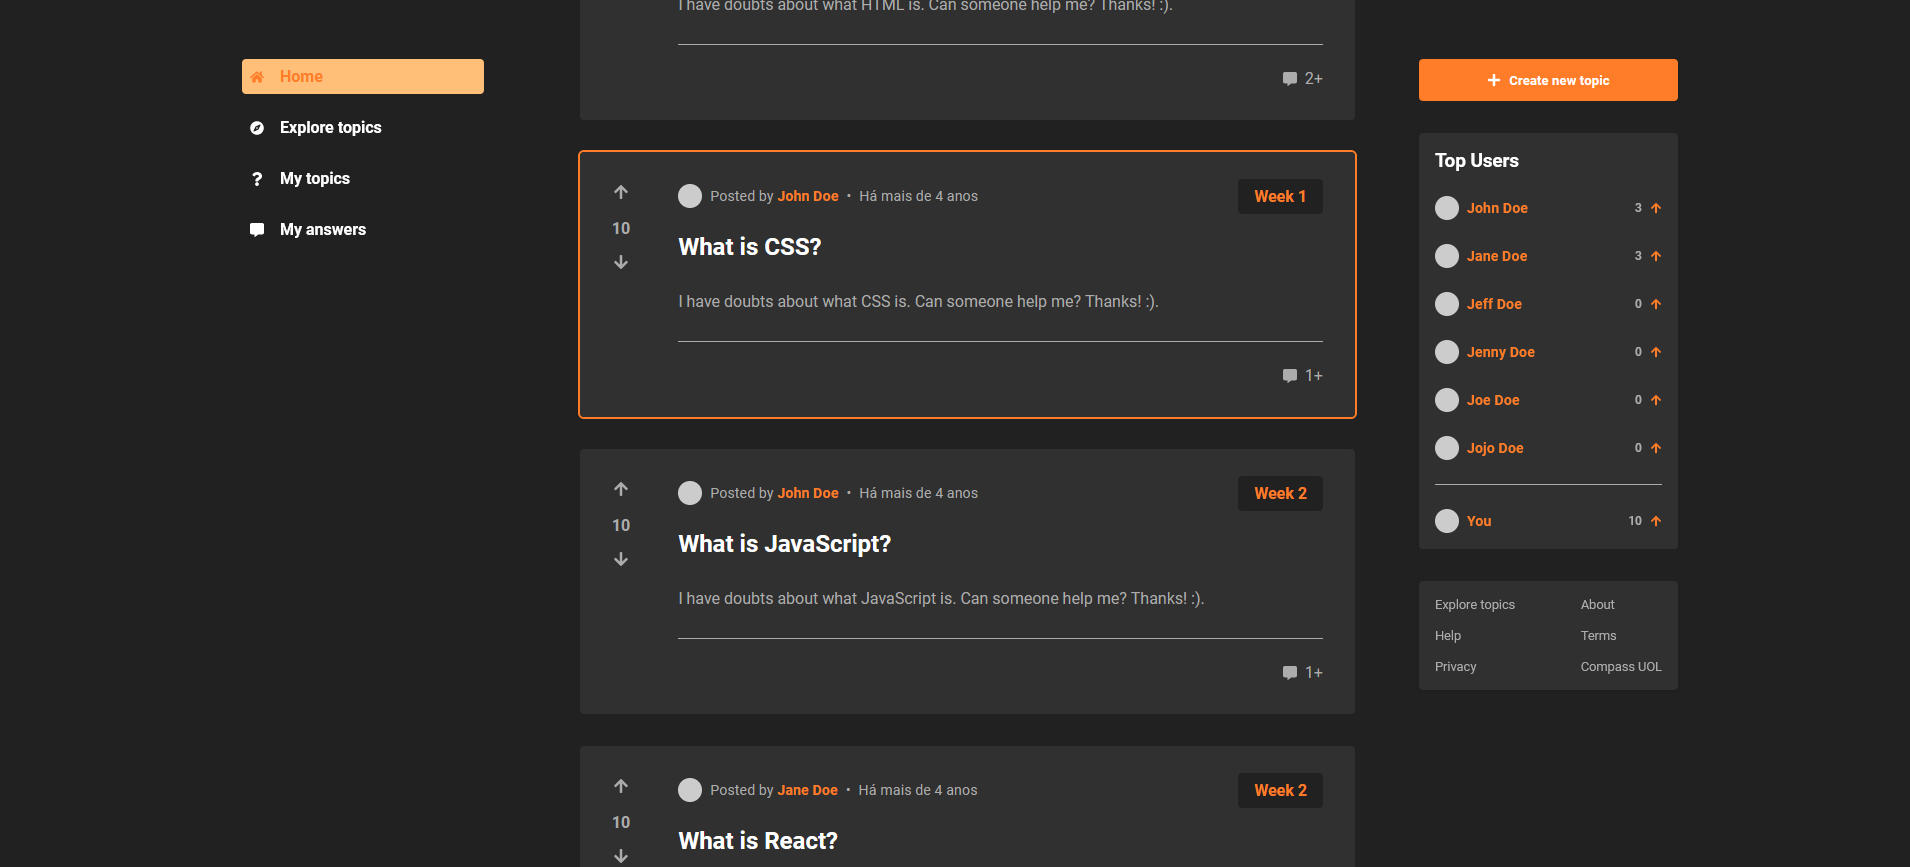 Home
Explore topics
My topics
My answers
I have doubts about what HTML is. Can someone help me? Thanks! :).
2+
Posted by John Doe • Há mais de 4 anos
Week 1
10
What is CSS?
I have doubts about what CSS is. Can someone help me? Thanks! :).
1+
Posted by John Doe • Há mais de 4 anos
Week 2
10
What is JavaScript?
I have doubts about what JavaScript is. Can someone help me? Thanks! :).
1+
Posted by Jane Doe • Há mais de 4 anos
Week 2
10
What is React?
Create new topic
Top Users
John Doe 3
Jane Doe 3
Jeff Doe 0
Jenny Doe 0
Joe Doe 0
Jojo Doe 0
You 10
Explore topics About
Help Terms
Privacy Compass UOL